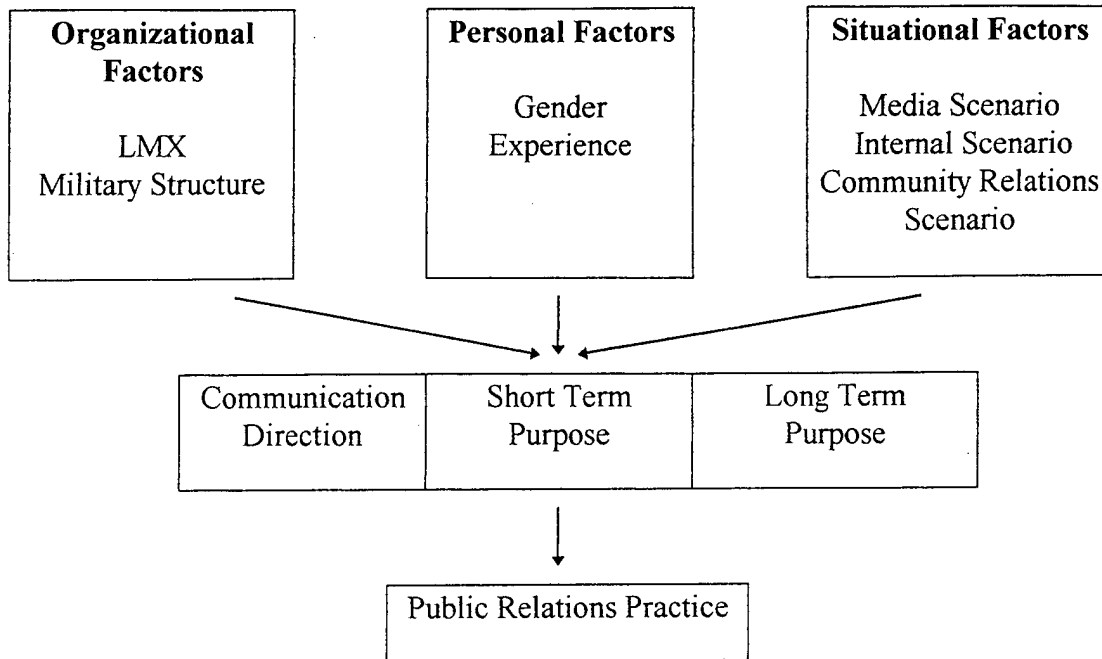 Organizational
Factors
LMX
Military Structure
Personal Factors
Gender
Experience
Situational Factors
Media Scenario
Internal Scenario
Community Relations
Scenario
Communication
Direction
Short Term
Purpose
Long Term
Purpose
Public Relations Practice